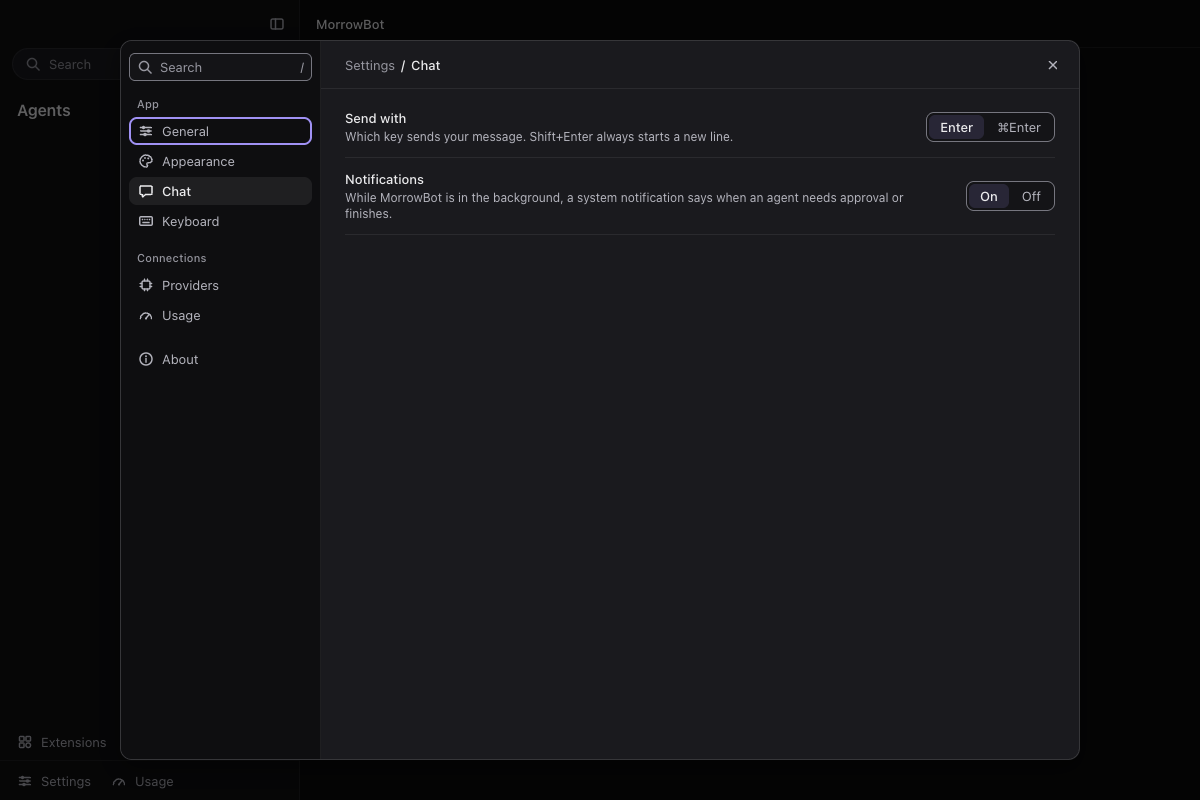 MorrowBot
Search
Agents
Search /
App
General
Appearance
Chat
Keyboard
Connections
Providers
Usage
About
Settings / Chat
Send with
Which key sends your message. Shift+Enter always starts a new line.
Enter ⌘Enter
Notifications
While MorrowBot is in the background, a system notification says when an agent needs approval or
finishes.
On Off
Extensions
Settings Usage